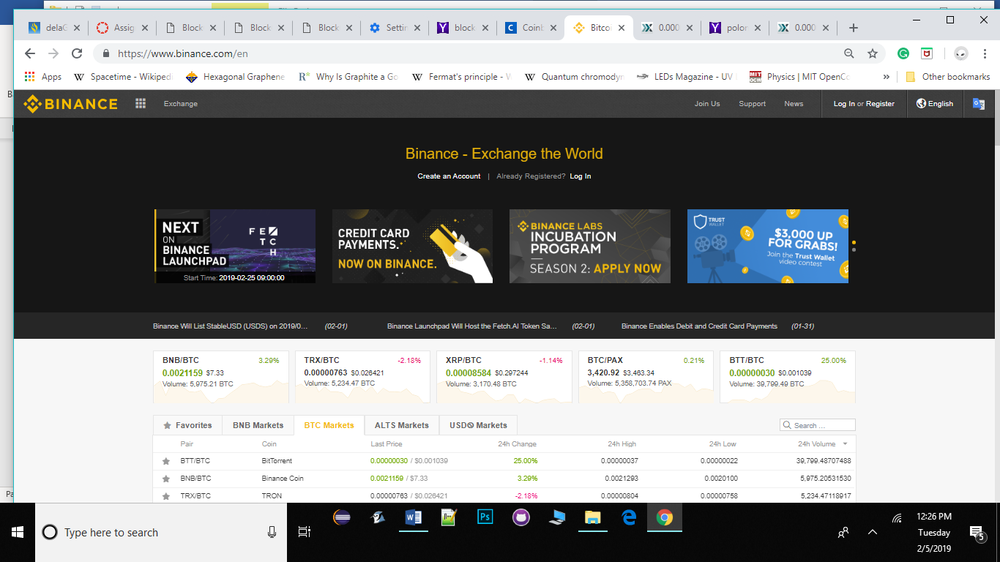 delaG
Assig
Block
Block
Block
Settin
block
Coinb
Bitco
0.000
polor
0.000
https://www.binance.com/en
Apps
Spacetime - Wikipedi
Hexagonal Graphene
Why Is Graphite a Go
Fermat's principle - W
Quantum chromodyn
LEDs Magazine - UV
Physics | MIT OpenCo
»
Other bookmarks
BINANCE
Exchange
Join Us
Support
News
Log In or Register
English
Binance - Exchange the World
Create an Account | Already Registered? Log In
NEXT
ON
BINANCE
LAUNCHPAD
FETCH
Start Time: 2019-02-25 09:00:00
CREDIT CARD
PAYMENTS.
NOW ON BINANCE.
BINANCE LABS
INCUBATION
PROGRAM
SEASON 2: APPLY NOW
TRUST
WALLET
$3,000 UP
FOR GRABS!
Join the Trust Wallet
video contest
Binance Will List StableUSD (USDS) on 2019/0... (02-01)
Binance Launchpad Will Host the Fetch.AI Token Sa... (02-01)
Binance Enables Debit and Credit Card Payments (01-31)
BNB/BTC 3.29%
0.0021159 $7.33
Volume: 5,975.21 BTC
TRX/BTC -2.18%
0.00000763 $0.026421
Volume: 5,234.47 BTC
XRP/BTC -1.14%
0.00008584 $0.297244
Volume: 3,170.48 BTC
BTC/PAX 0.21%
3,420.92 $3,463.34
Volume: 5,358,703.74 PAX
BTT/BTC 25.00%
0.00000030 $0.001039
Volume: 39,799.49 BTC
Favorites
BNB Markets
BTC Markets
ALTS Markets
USDⓈ Markets
Search ...
Pair Coin Last Price 24h Change 24h High 24h Low 24h Volume
BTT/BTC BitTorrent 0.00000030 / $0.001039 25.00% 0.00000037 0.00000022 39,799.48707488
BNB/BTC Binance Coin 0.0021159 / $7.33 3.29% 0.0021293 0.0020100 5,975.20531530
TRX/BTC TRON 0.00000763 / $0.026421 -2.18% 0.00000804 0.00000758 5,234.47118917
Type here to search
Ps
12:26 PM
Tuesday
2/5/2019
5